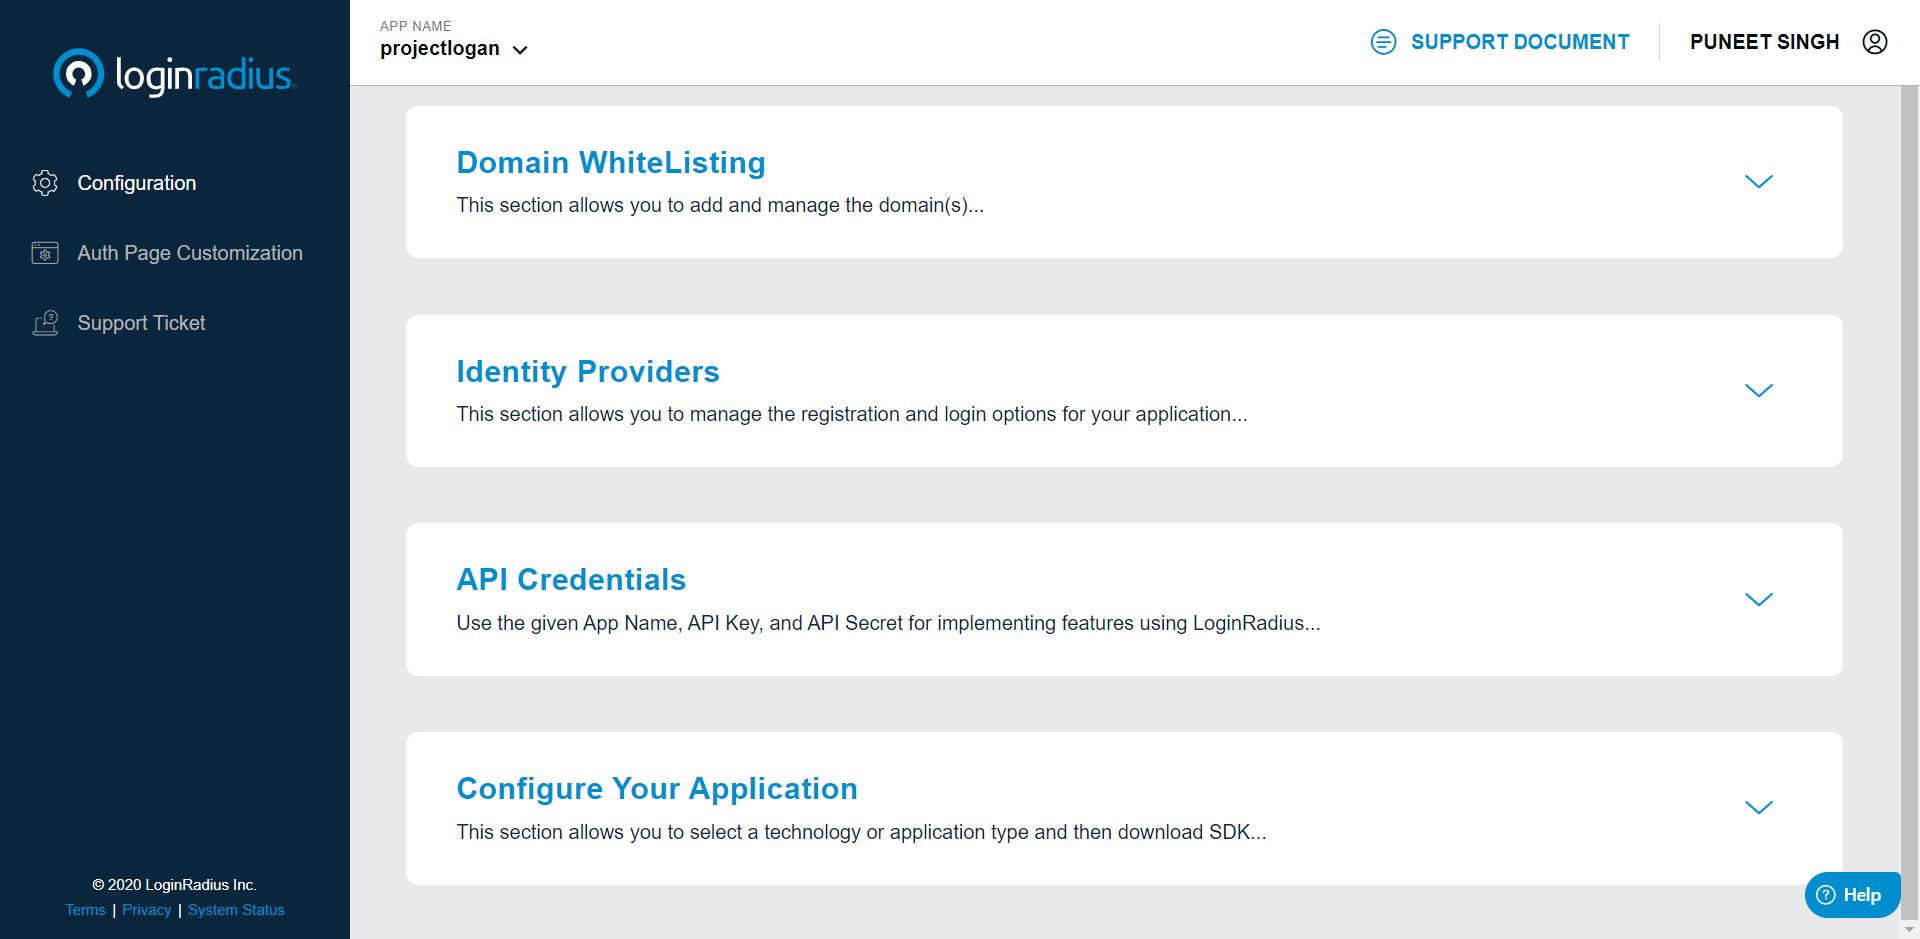 loginradius
APP NAME
projectlogan
SUPPORT DOCUMENT
PUNEET SINGH
Configuration
Auth Page Customization
Support Ticket
Domain WhiteListing
This section allows you to add and manage the domain(s)...
Identity Providers
This section allows you to manage the registration and login options for your application...
API Credentials
Use the given App Name, API Key, and API Secret for implementing features using LoginRadius...
Configure Your Application
This section allows you to select a technology or application type and then download SDK...
© 2020 LoginRadius Inc.
Terms | Privacy | System Status
? Help